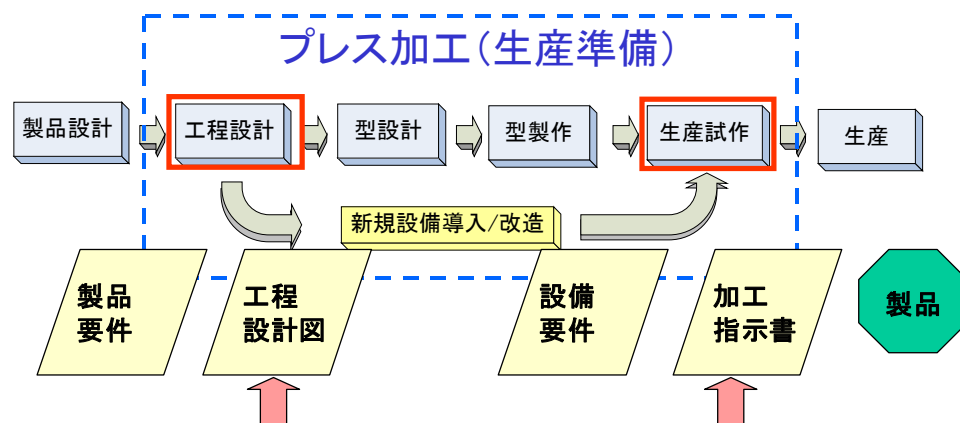 プレス加工(生産準備)
製品設計
工程設計
型設計
型製作
生産試作
生産
新規設備導入/改造
製品
要件
工程
設計図
設備
要件
加工
指示書
製品